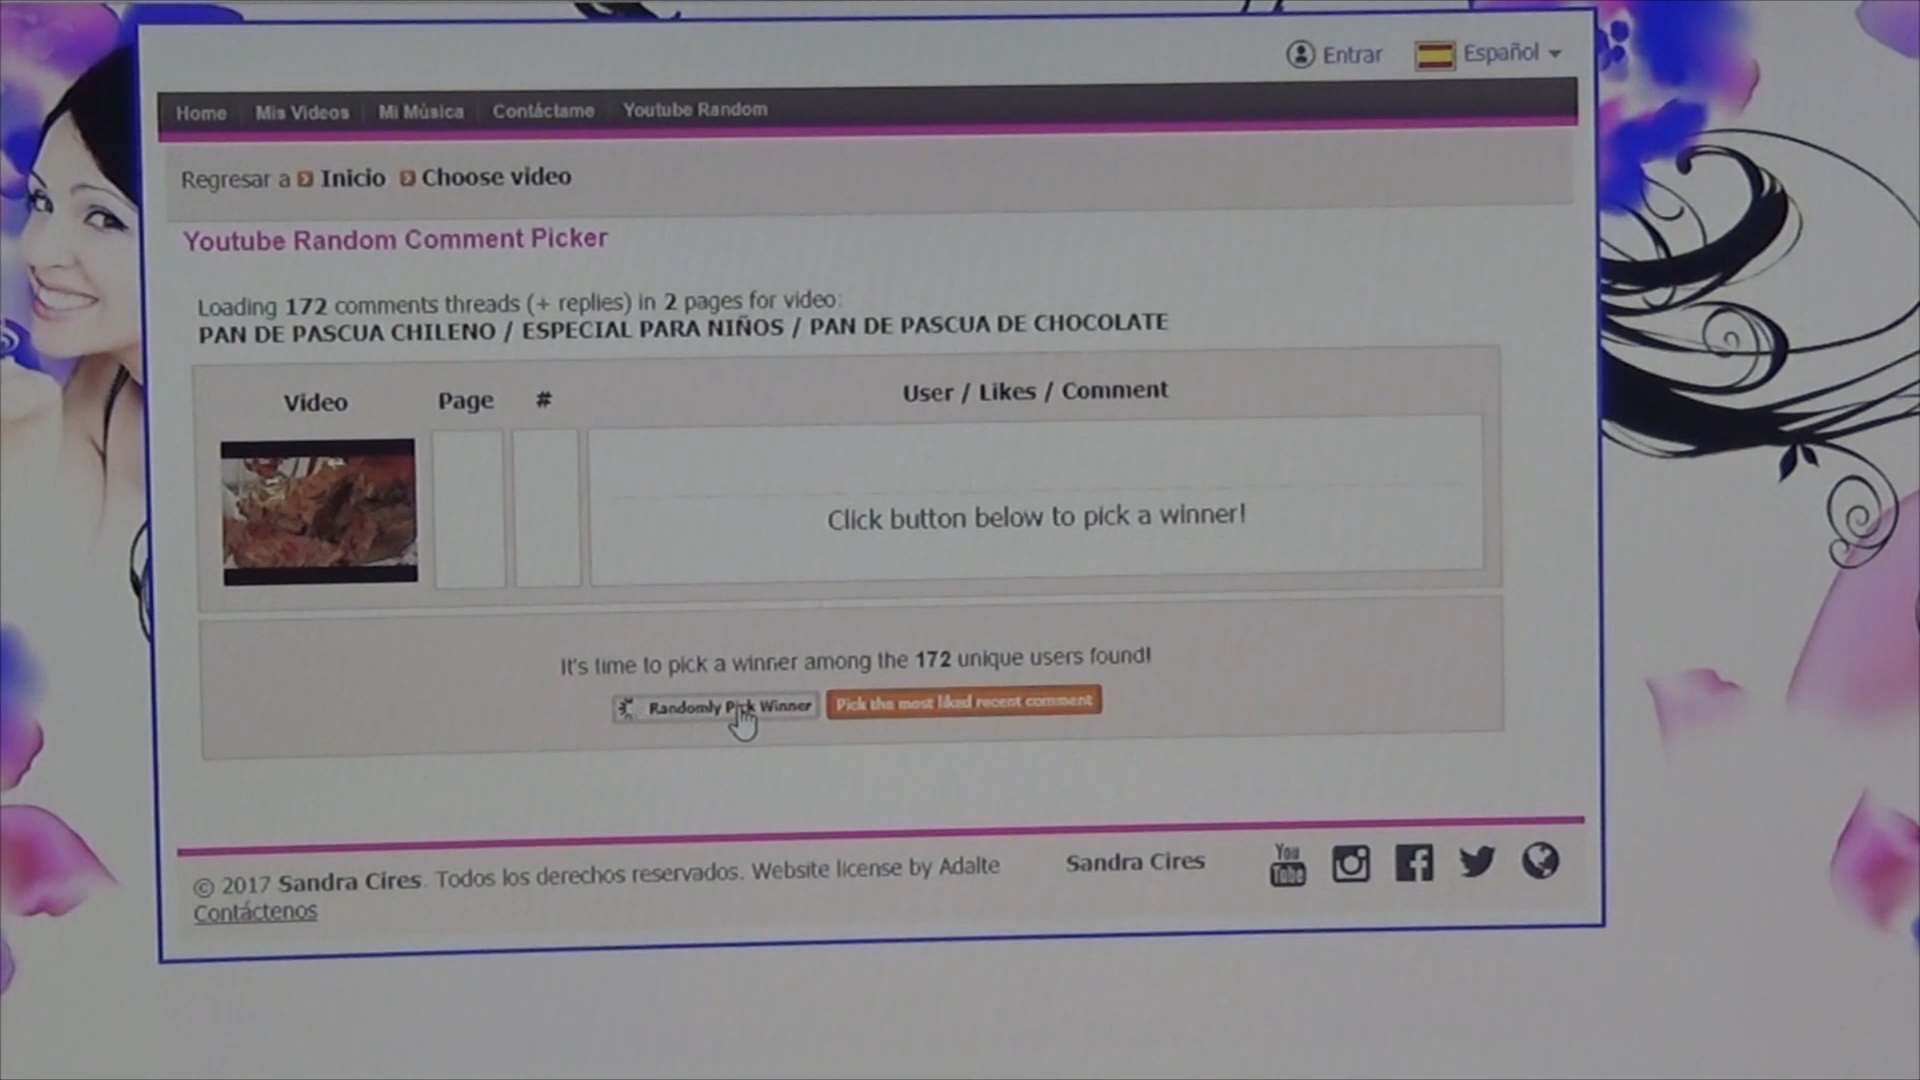 Entrar
Español
Home Mis Videos Mi Música Contáctame Youtube Random
Regresar a Inicio Choose video
Youtube Random Comment Picker
Loading 172 comments threads (+ replies) in 2 pages for video:
PAN DE PASCUA CHILENO / ESPECIAL PARA NIÑOS / PAN DE PASCUA DE CHOCOLATE
Video Page # User / Likes / Comment
Click button below to pick a winner!
It's time to pick a winner among the 172 unique users found!
Randomly Pick Winner Pick the most liked recent comment
© 2017 Sandra Cires. Todos los derechos reservados. Website license by Adalte
Sandra Cires
You Tube
Contáctenos